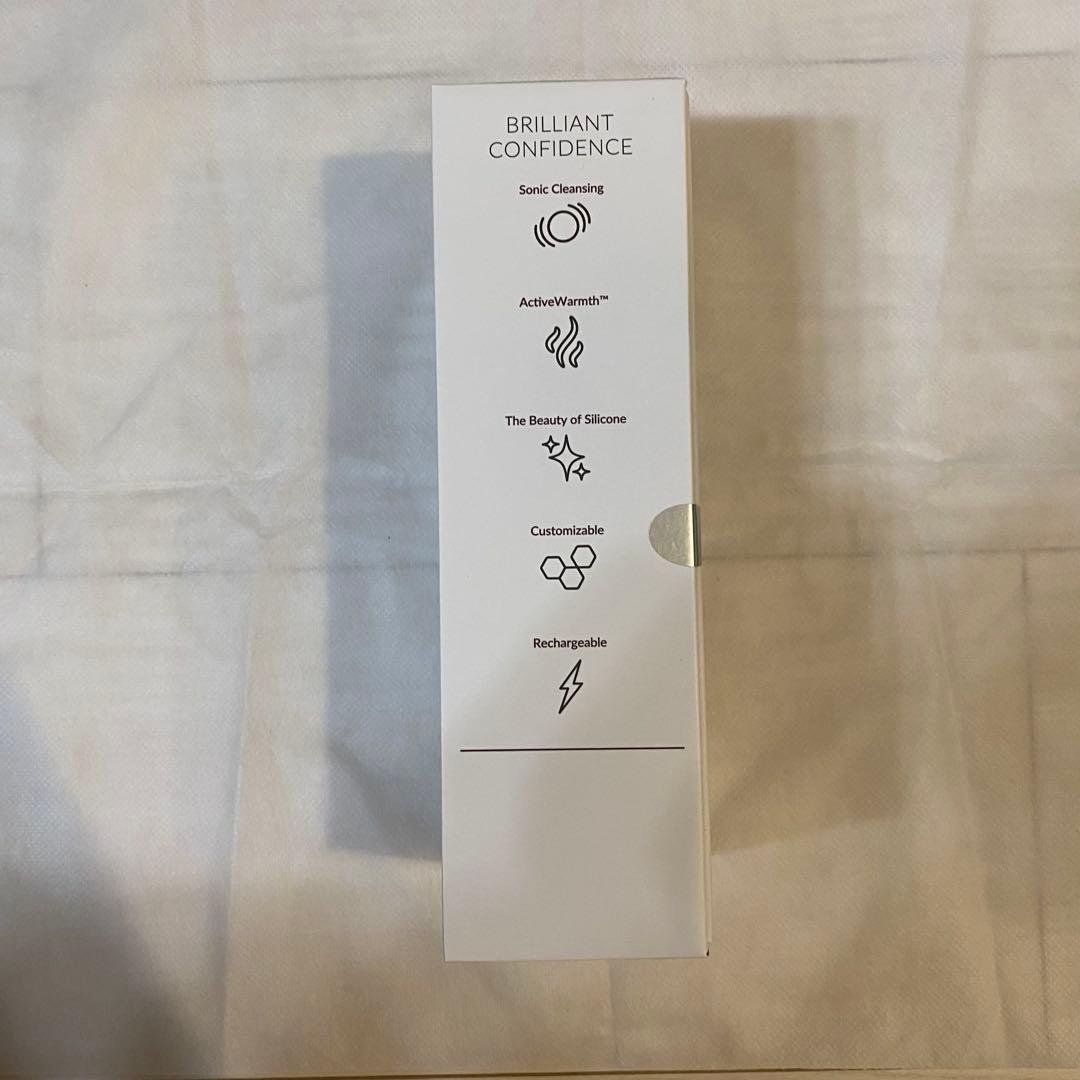 BRILLIANT
CONFIDENCE
Sonic Cleansing
ActiveWarmth™
The Beauty of Silicone
Customizable
Rechargeable